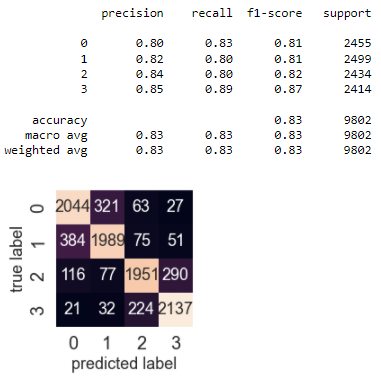 precision recall f1-score support
0 0.80 0.83 0.81 2455
1 0.82 0.80 0.81 2499
2 0.84 0.80 0.82 2434
3 0.85 0.89 0.87 2414
accuracy 0.83 9802
macro avg 0.83 0.83 0.83 9802
weighted avg 0.83 0.83 0.83 9802
true label
0 2044 321 63 27
1 384 1989 75 51
2 116 77 1951 290
3 21 32 224 2137
0 1 2 3
predicted label